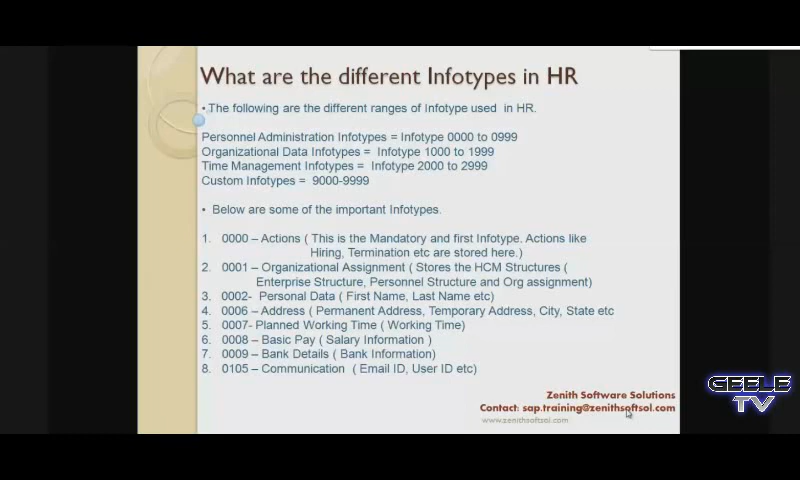 What are the different Infotypes in HR
• The following are the different ranges of Infotype used in HR.
Personnel Administration Infotypes = Infotype 0000 to 0999
Organizational Data Infotypes = Infotype 1000 to 1999
Time Management Infotypes = Infotype 2000 to 2999
Custom Infotypes = 9000-9999
• Below are some of the important Infotypes.
1. 0000 – Actions ( This is the Mandatory and first Infotype. Actions like
Hiring, Termination etc are stored here.)
2. 0001 – Organizational Assignment ( Stores the HCM Structures (
Enterprise Structure, Personnel Structure and Org assignment)
3. 0002- Personal Data ( First Name, Last Name etc)
4. 0006 – Address ( Permanent Address, Temporary Address, City, State etc
5. 0007- Planned Working Time ( Working Time)
6. 0008 – Basic Pay ( Salary Information )
7. 0009 – Bank Details ( Bank Information)
8. 0105 – Communication ( Email ID, User ID etc)
Zenith Software Solutions
Contact: sap.training@zenithsoftsol.com
www.zenithsoftsol.com
GEELE
TV